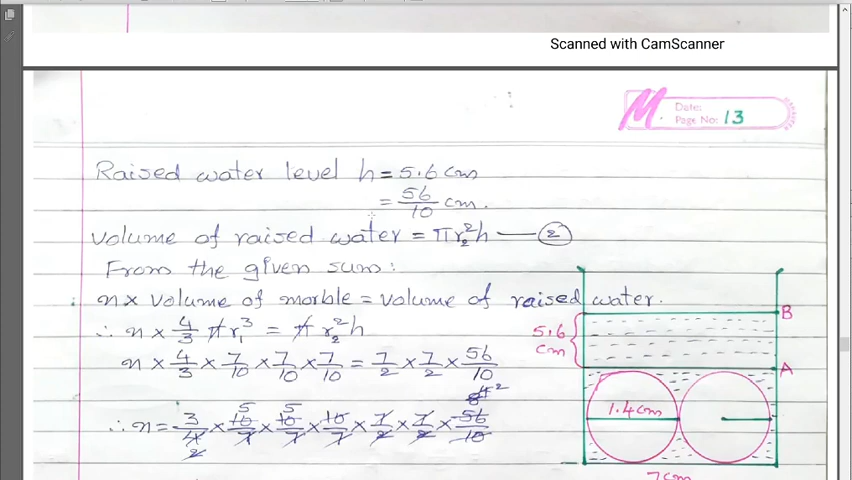 Scanned with CamScanner
M.
Date:
Page No: 13
Raised water level h = 5.6 cm
= 56/10 cm.
Volume of raised water = πr₂²h — ②
From the given sum:
n × volume of morble = volume of raised water.
∴ n × 4/3 πr₁³ = πr₂²h
n × 4/3 × 7/10 × 7/10 × 7/10 = 7/2 × 7/2 × 56/10
∴ n = 3/4 × 10/7 × 10/7 × 10/7 × 7/2 × 7/2 × 56/10
B
5.6
cm
A
1.4cm
7cm